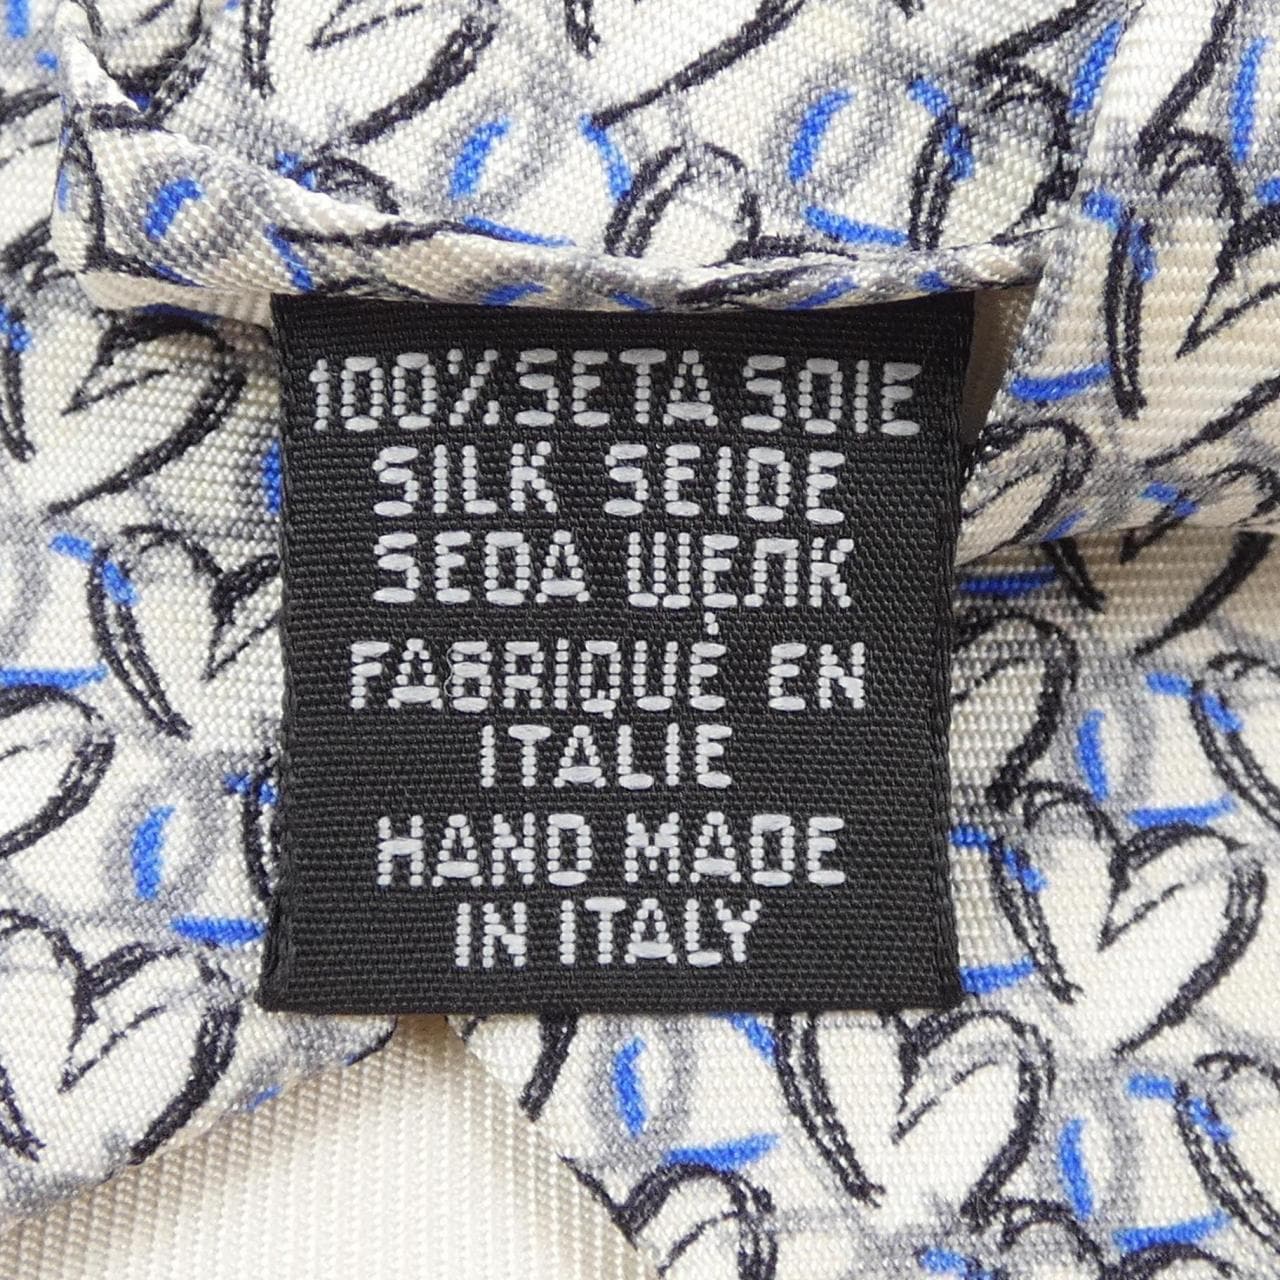 100% SETA SOIE
SILK SEIDE
SEDA ШЕЛК
FABRIQUÉ EN
ITALIE
HAND MADE
IN ITALY